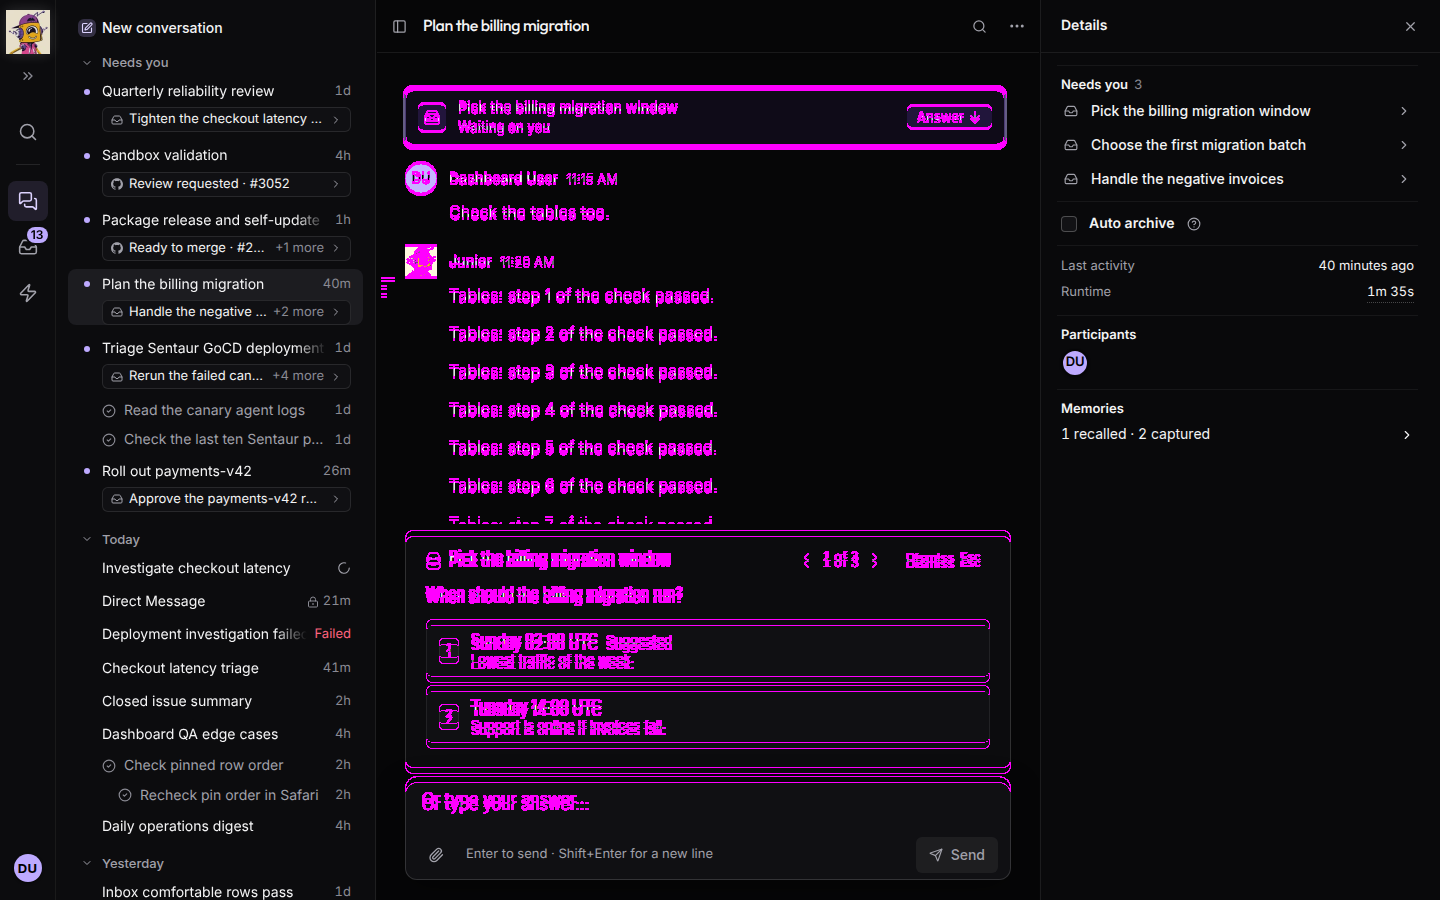 New conversation
Needs you
Quarterly reliability review 1d
Tighten the checkout latency ...
Sandbox validation 4h
Review requested · #3052
Package release and self-update 1h
Ready to merge · #2... +1 more
13
Plan the billing migration 40m
Handle the negative ... +2 more
Triage Sentaur GoCD deployment 1d
Rerun the failed can... +4 more
Read the canary agent logs 1d
Check the last ten Sentaur p... 1d
Roll out payments-v42 26m
Approve the payments-v42 r...
Today
Investigate checkout latency
Direct Message 21m
Deployment investigation failed Failed
Checkout latency triage 41m
Closed issue summary 2h
Dashboard QA edge cases 4h
Check pinned row order 2h
Recheck pin order in Safari 2h
Daily operations digest 4h
Yesterday
Inbox comfortable rows pass 1d
DU
Plan the billing migration
Pick the billing migration window
Waiting on you
Answer
DU
Dashboard User 11:15 AM
Check the tables too.
Junior
Tables: step 1 of the check passed.
Tables: step 2 of the check passed.
Tables: step 3 of the check passed.
Tables: step 4 of the check passed.
Tables: step 5 of the check passed.
Tables: step 6 of the check passed.
Tables: step 7 of the check passed.
Pick the billing migration window 1 of 3 Dismiss Esc
When should the billing migration run?
1
Sunday 02:00 UTC Suggested
Lowest traffic of the week.
2
Tuesday 14:00 UTC
Support is online if invoices fail.
Or type your answer...
Enter to send · Shift+Enter for a new line
Send
Details
Needs you 3
Pick the billing migration window
Choose the first migration batch
Handle the negative invoices
Auto archive
Last activity 40 minutes ago
Runtime 1m 35s
Participants
DU
Memories
1 recalled · 2 captured